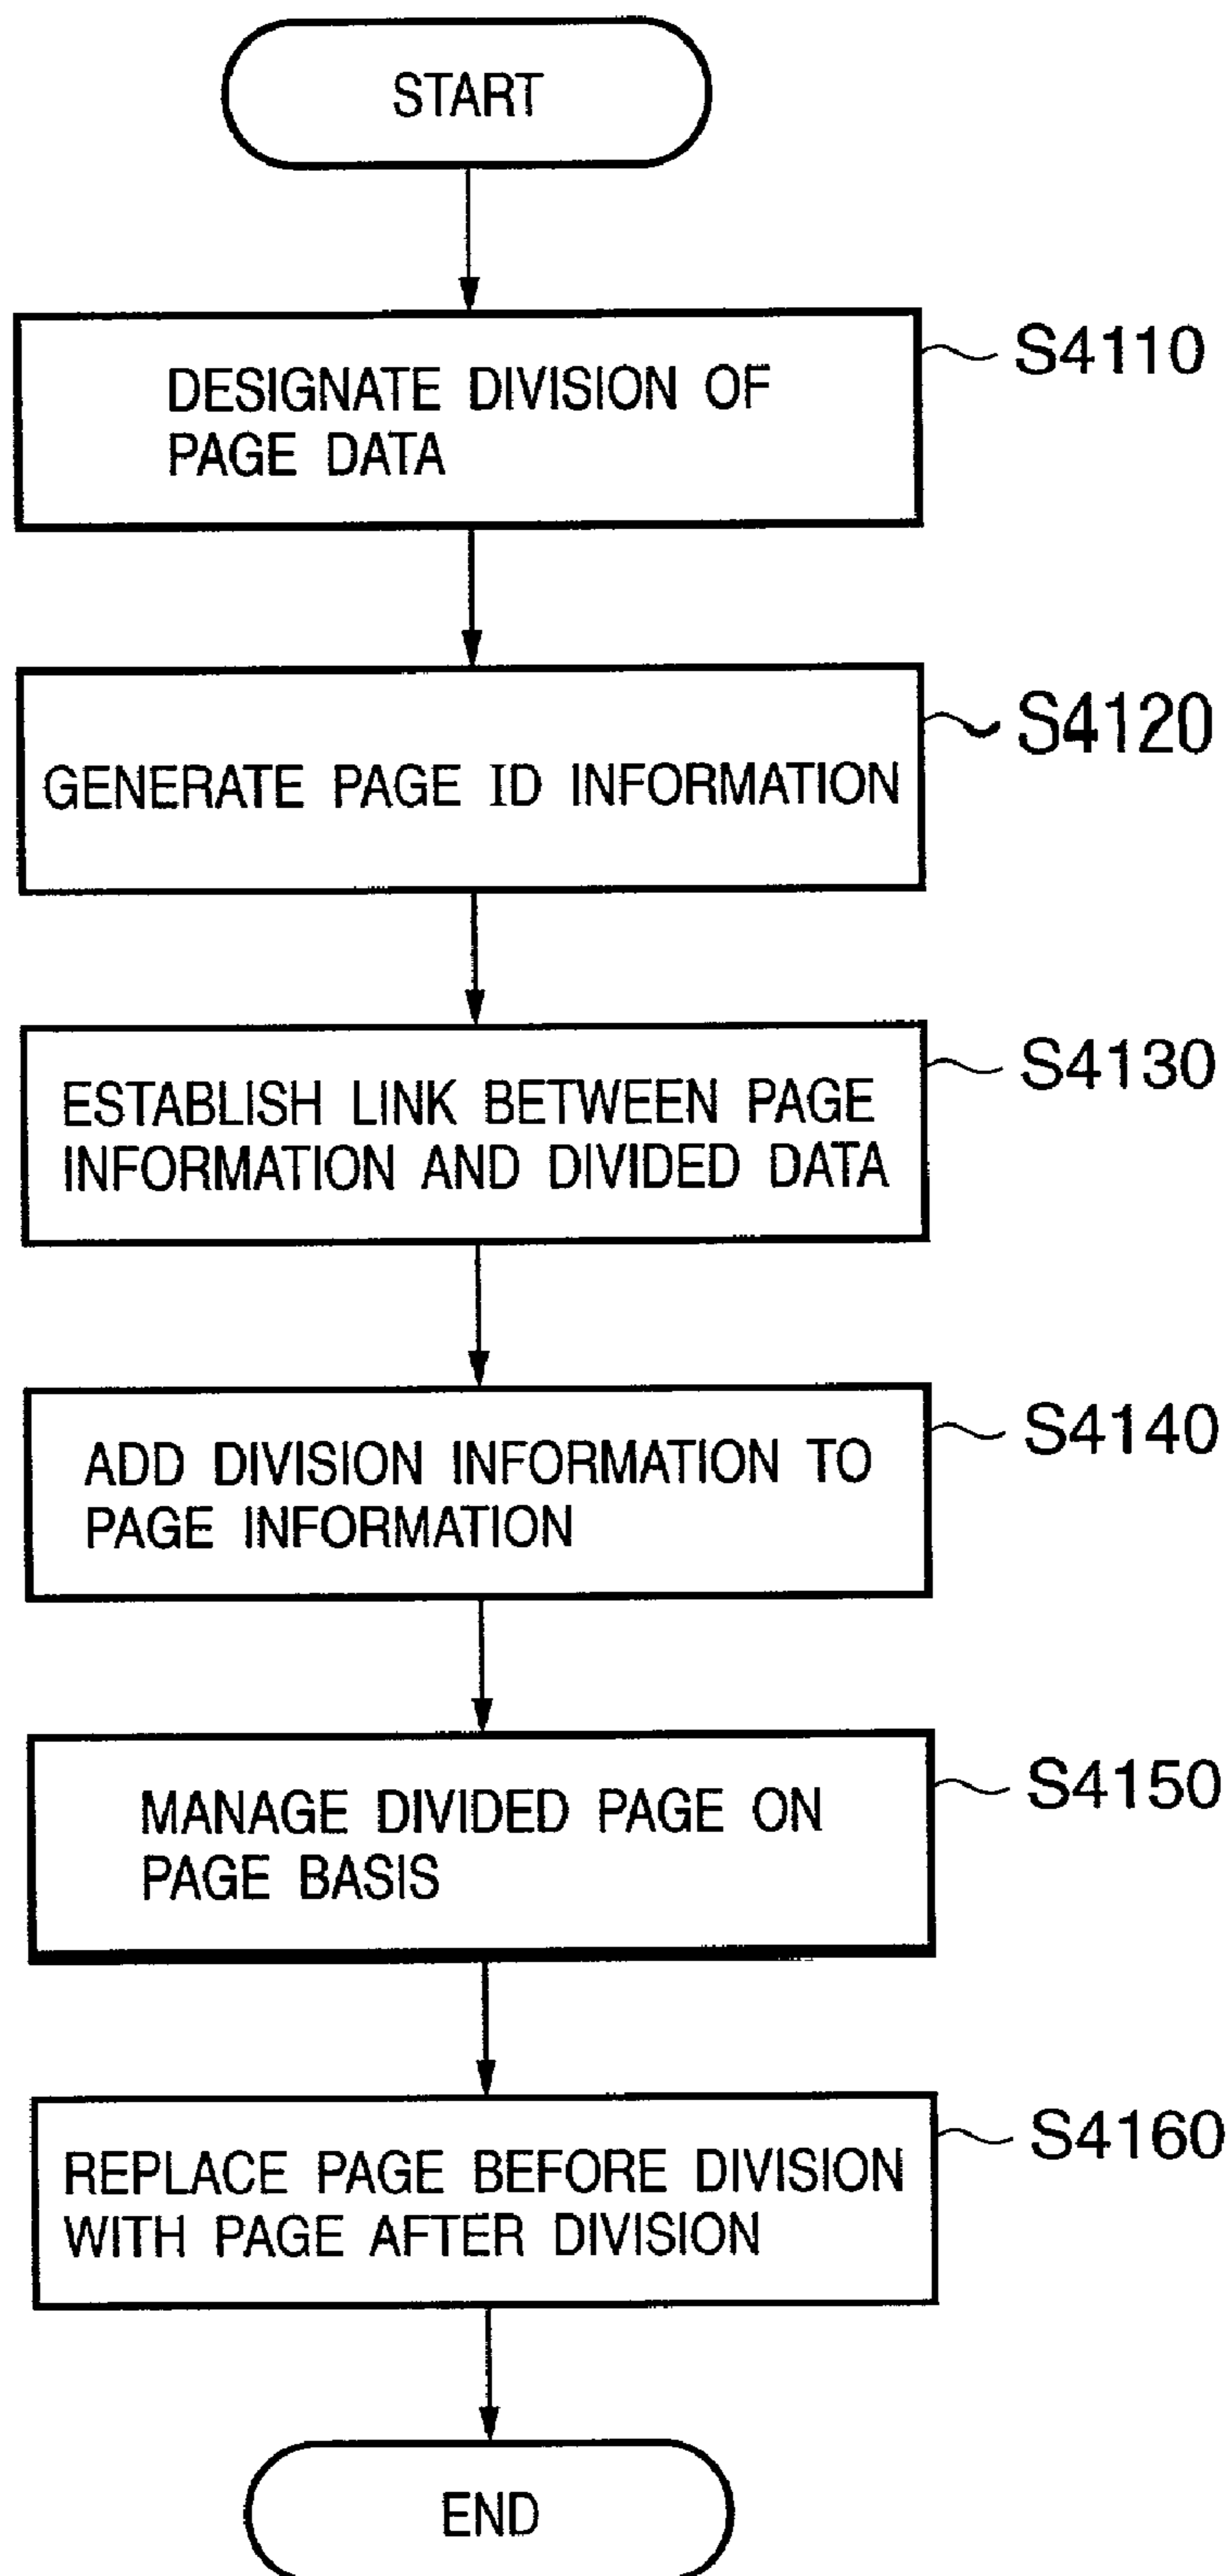 START
DESIGNATE DIVISION OF
PAGE DATA
S4110
GENERATE PAGE ID INFORMATION
S4120
ESTABLISH LINK BETWEEN PAGE
INFORMATION AND DIVIDED DATA
S4130
ADD DIVISION INFORMATION TO
PAGE INFORMATION
S4140
MANAGE DIVIDED PAGE ON
PAGE BASIS
S4150
REPLACE PAGE BEFORE DIVISION
WITH PAGE AFTER DIVISION
S4160
END